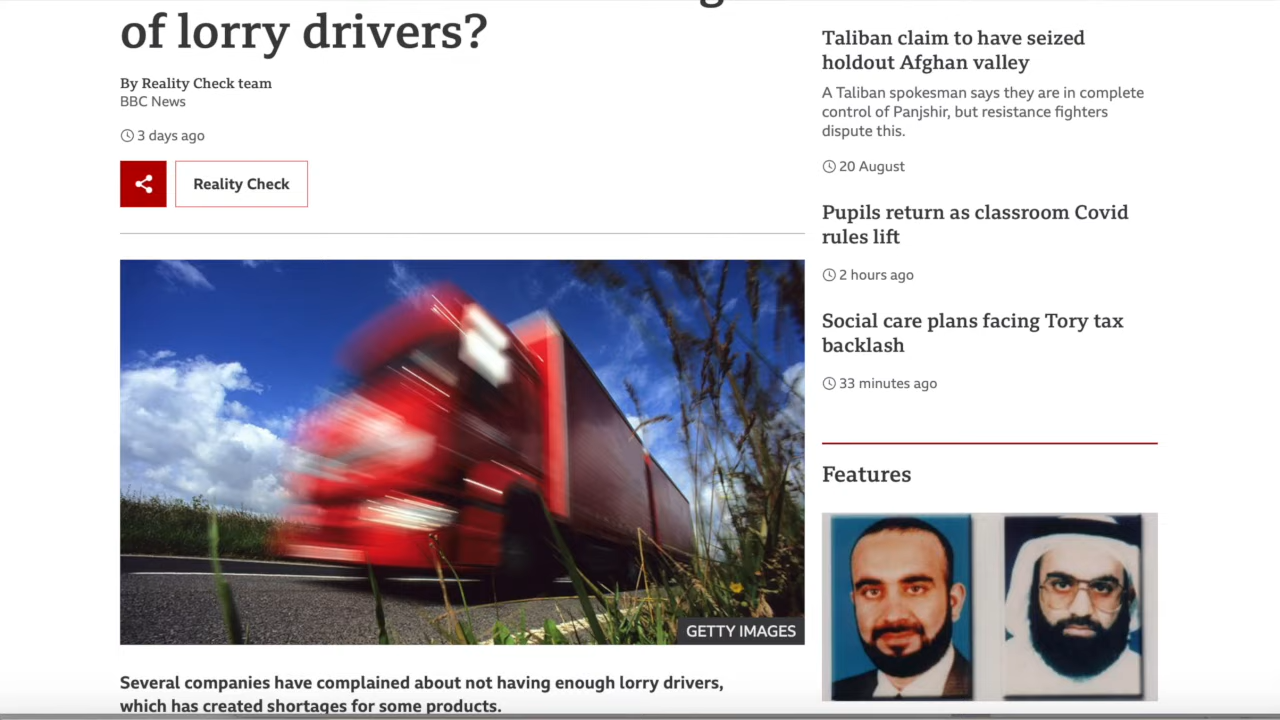 of lorry drivers?
By Reality Check team
BBC News
3 days ago
Reality Check
GETTY IMAGES
Several companies have complained about not having enough lorry drivers,
which has created shortages for some products.
Taliban claim to have seized
holdout Afghan valley
A Taliban spokesman says they are in complete
control of Panjshir, but resistance fighters
dispute this.
20 August
Pupils return as classroom Covid
rules lift
2 hours ago
Social care plans facing Tory tax
backlash
33 minutes ago
Features